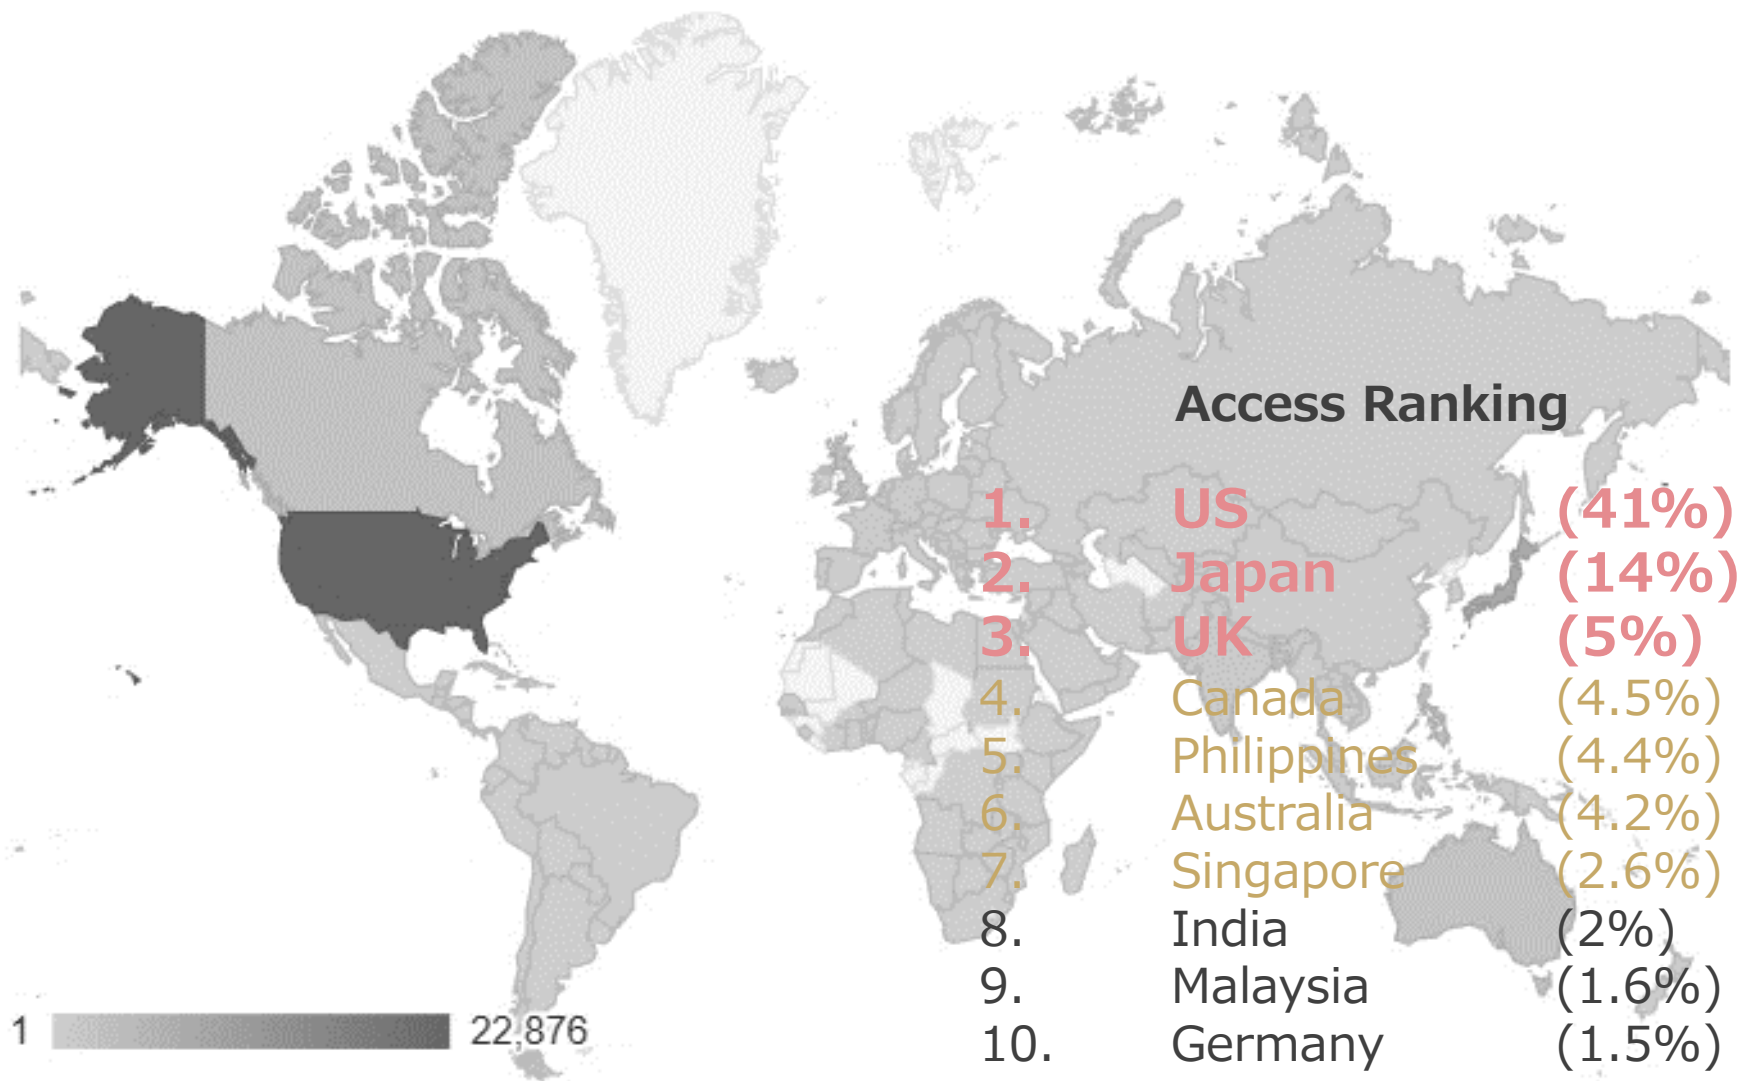 Access Ranking
1. US (41%)
2. Japan (14%)
3. UK (5%)
4. Canada (4.5%)
5. Philippines (4.4%)
6. Australia (4.2%)
7. Singapore (2.6%)
8. India (2%)
9. Malaysia (1.6%)
10. Germany (1.5%)
1 22,876